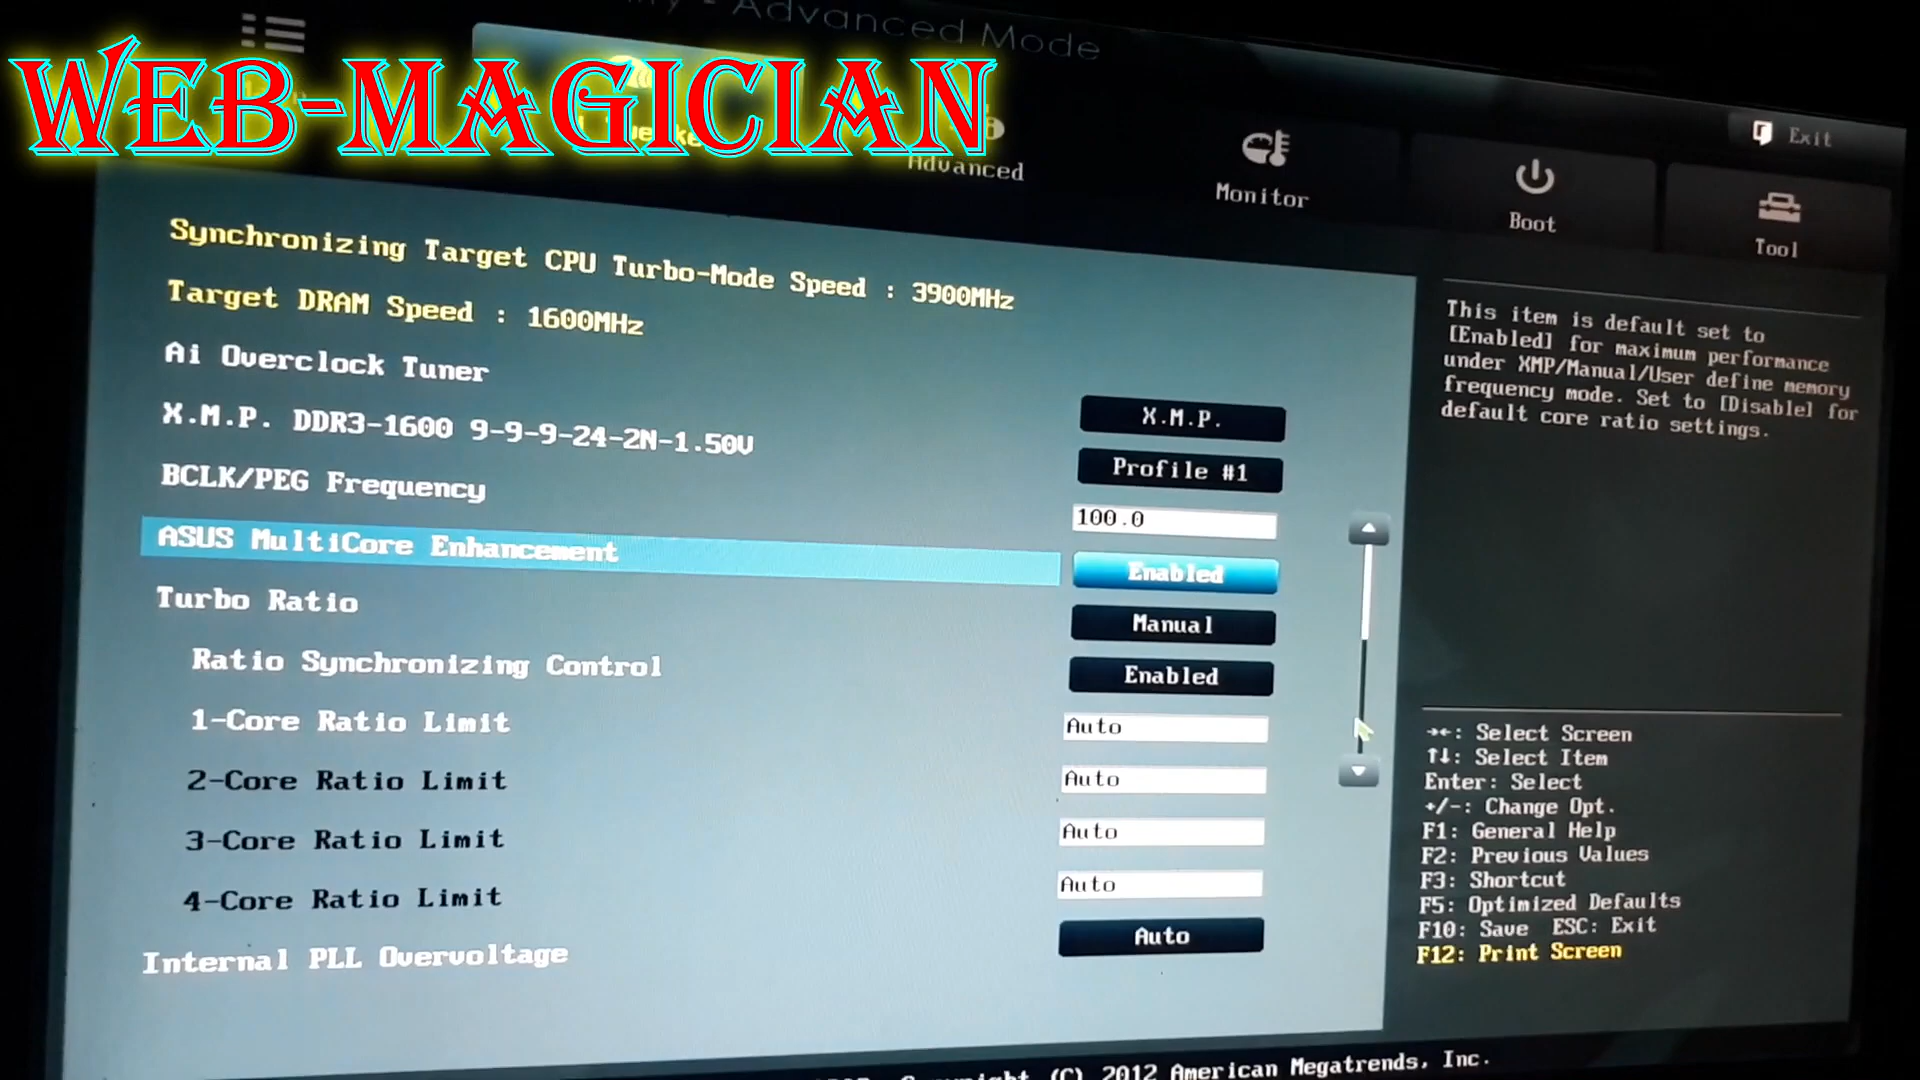 Advanced Mode
WEB-MAGICIAN
Exit
Advanced
Monitor
Boot
Tool
Synchronizing Target CPU Turbo-Mode Speed : 3900MHz
Target DRAM Speed : 1600MHz
Ai Overclock Tuner
X.M.P.
X.M.P. DDR3-1600 9-9-9-24-2N-1.50V
Profile #1
BCLK/PEG Frequency
100.0
ASUS MultiCore Enhancement
Enabled
Turbo Ratio
Manual
Ratio Synchronizing Control
Enabled
1-Core Ratio Limit
Auto
2-Core Ratio Limit
Auto
3-Core Ratio Limit
Auto
4-Core Ratio Limit
Auto
Internal PLL Overvoltage
Auto
This item is default set to
[Enabled] for maximum performance
under XMP/Manual/User define memory
frequency mode. Set to [Disable] for
default core ratio settings.
→←: Select Screen
↑↓: Select Item
Enter: Select
+/-: Change Opt.
F1: General Help
F2: Previous Values
F3: Shortcut
F5: Optimized Defaults
F10: Save ESC: Exit
F12: Print Screen
(C) 2012 American Megatrends, Inc.